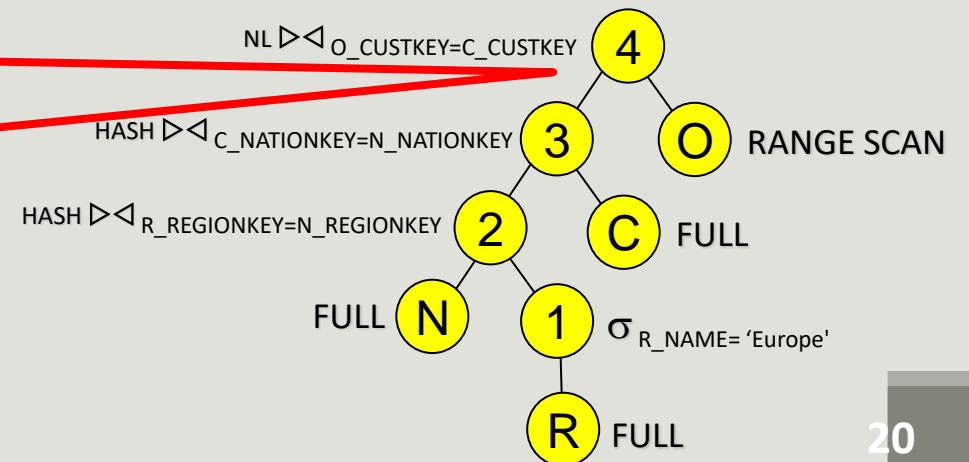 NL ▷◁ O_CUSTKEY=C_CUSTKEY 4
HASH ▷◁ C_NATIONKEY=N_NATIONKEY 3 O RANGE SCAN
HASH ▷◁ R_REGIONKEY=N_REGIONKEY 2 C FULL
FULL N 1 σ R_NAME= ‘Europe'
R FULL
20